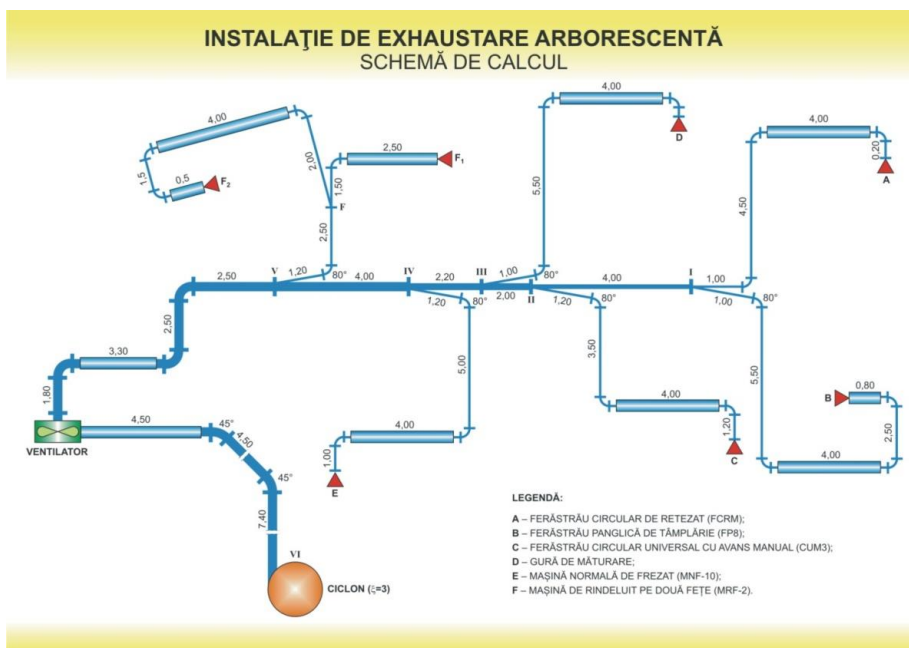 INSTALAŢIE DE EXHAUSTARE ARBORESCENTĂ
SCHEMĂ DE CALCUL
4,00
2,00
1,5
0,5
F₂
2,50
F₁
1,50
F
2,50
4,00
D
5,50
4,00
0,20
A
4,50
2,50
V
1,20
80°
4,00
IV
2,20
III
1,00
80°
2,00
II
4,00
I
1,00
1,20
80°
1,20
80°
1,00
80°
2,50
3,30
1,80
5,00
3,50
5,50
4,00
1,20
C
0,80
B
2,50
4,00
VENTILATOR
4,50
45°
4,50
45°
7,40
4,00
1,00
E
VI
CICLON (ξ=3)
LEGENDĂ:
A – FERĂSTRĂU CIRCULAR DE RETEZAT (FCRM);
B – FERĂSTRĂU PANGLICĂ DE TÂMPLĂRIE (FP8);
C – FERĂSTRĂU CIRCULAR UNIVERSAL CU AVANS MANUAL (CUM3);
D – GURĂ DE MĂTURARE;
E – MAŞINĂ NORMALĂ DE FREZAT (MNF-10);
F – MAŞINĂ DE RINDELUIT PE DOUĂ FEŢE (MRF-2).